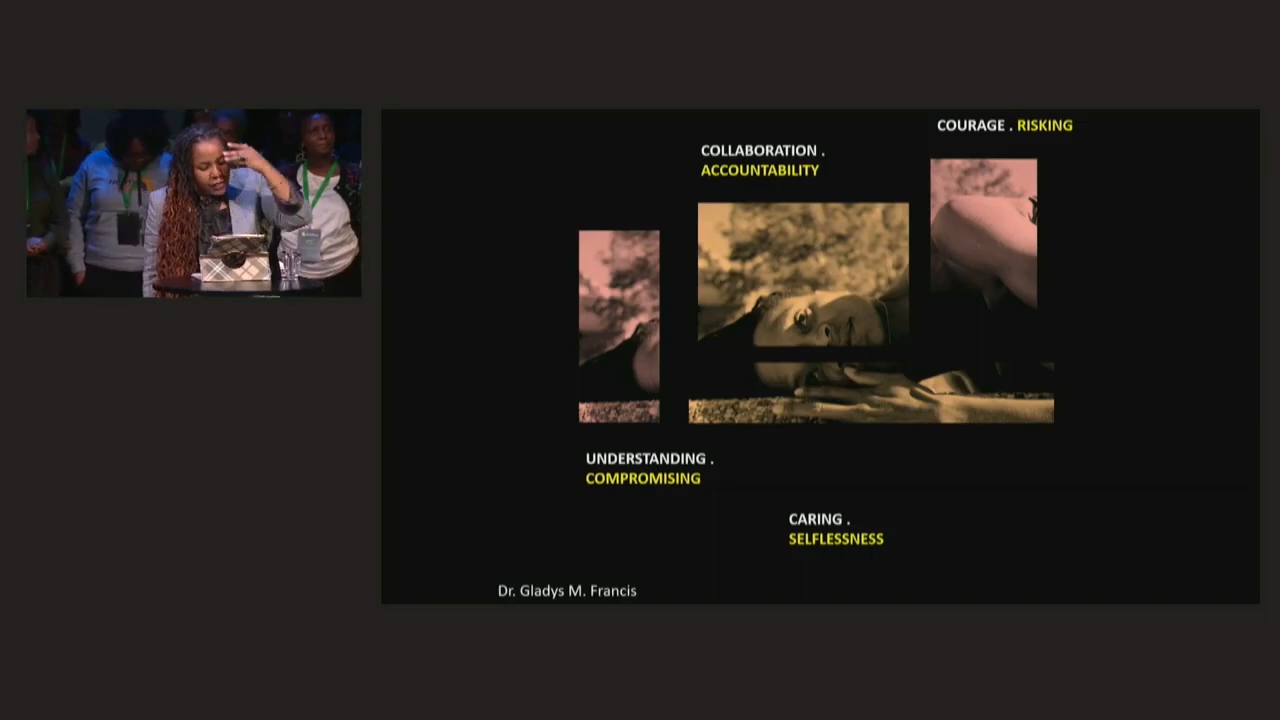 COURAGE . RISKING
COLLABORATION .
ACCOUNTABILITY
UNDERSTANDING .
COMPROMISING
CARING .
SELFLESSNESS
Dr. Gladys M. Francis